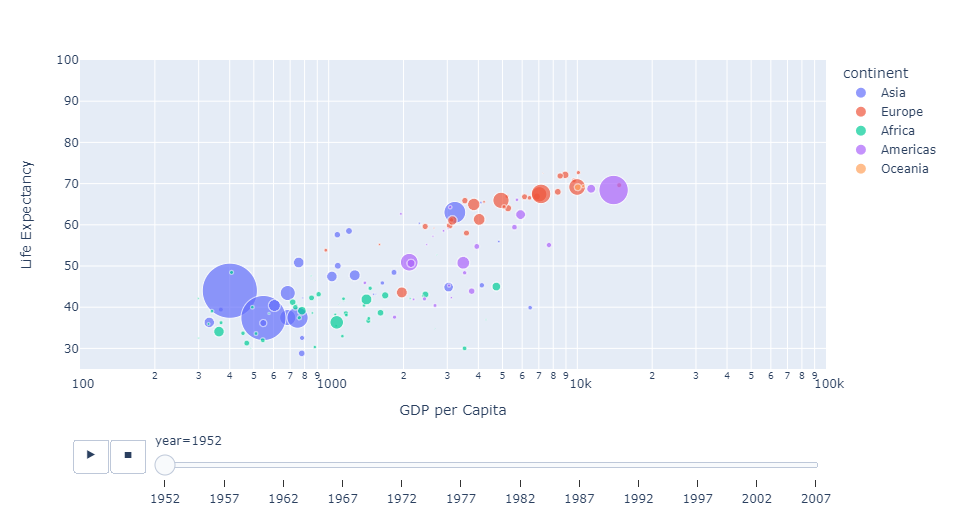 continent
Asia
Europe
Africa
Americas
Oceania
Life Expectancy
100
90
80
70
60
50
40
30
2 3 4 5 6 7 8 9 2 3 4 5 6 7 8 9 2 3 4 5 6 7 8 9
100 1000 10k 100k
GDP per Capita
year=1952
1952 1957 1962 1967 1972 1977 1982 1987 1992 1997 2002 2007